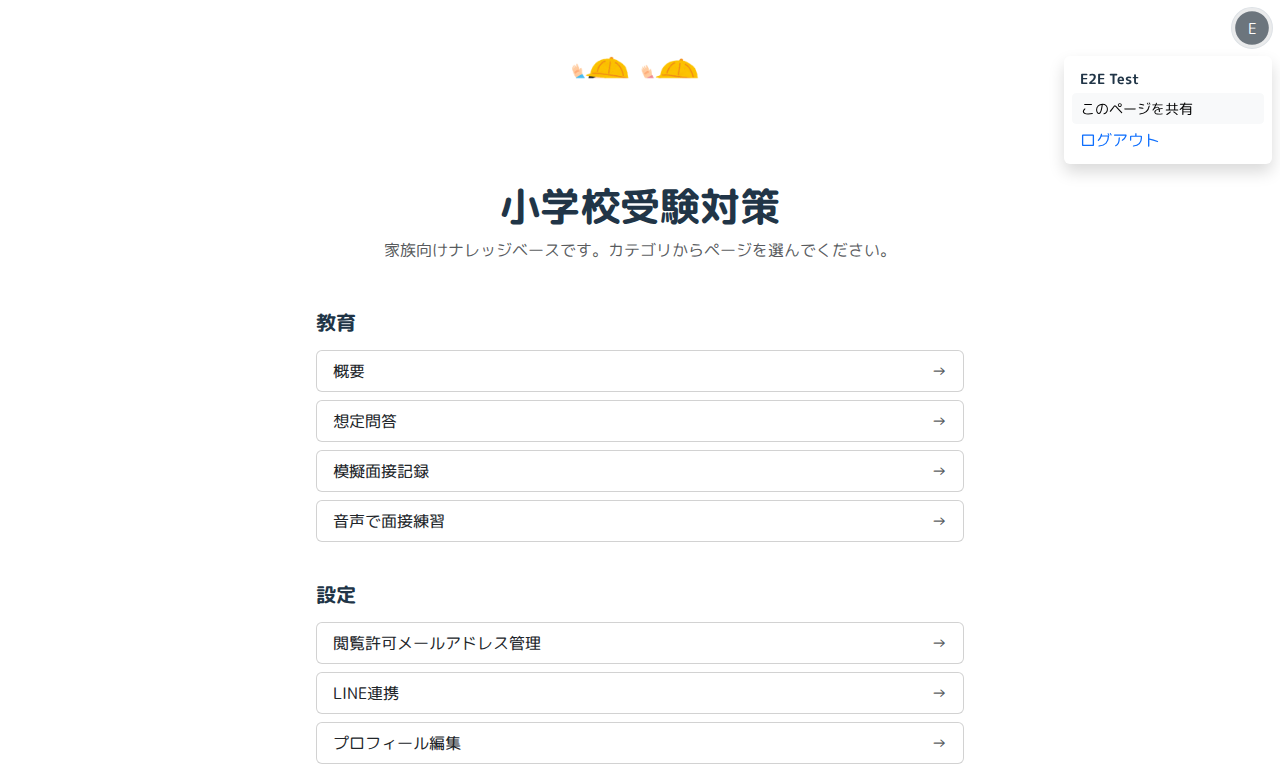 E
E2E Test
このページを共有
ログアウト
小学校受験対策
家族向けナレッジベースです。カテゴリからページを選んでください。
教育
概要 →
想定問答 →
模擬面接記録 →
音声で面接練習 →
設定
閲覧許可メールアドレス管理 →
LINE連携 →
プロフィール編集 →